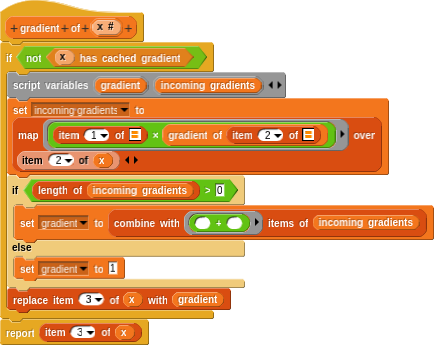 + gradient + of + x # +
if not x has cached gradient
script variables gradient incoming gradients
set incoming gradients to
map item 1 of × gradient of item 2 of over
item 2 of x
if length of incoming gradients > 0
set gradient to combine with + items of incoming gradients
else
set gradient to 1
replace item 3 of x with gradient
report item 3 of x